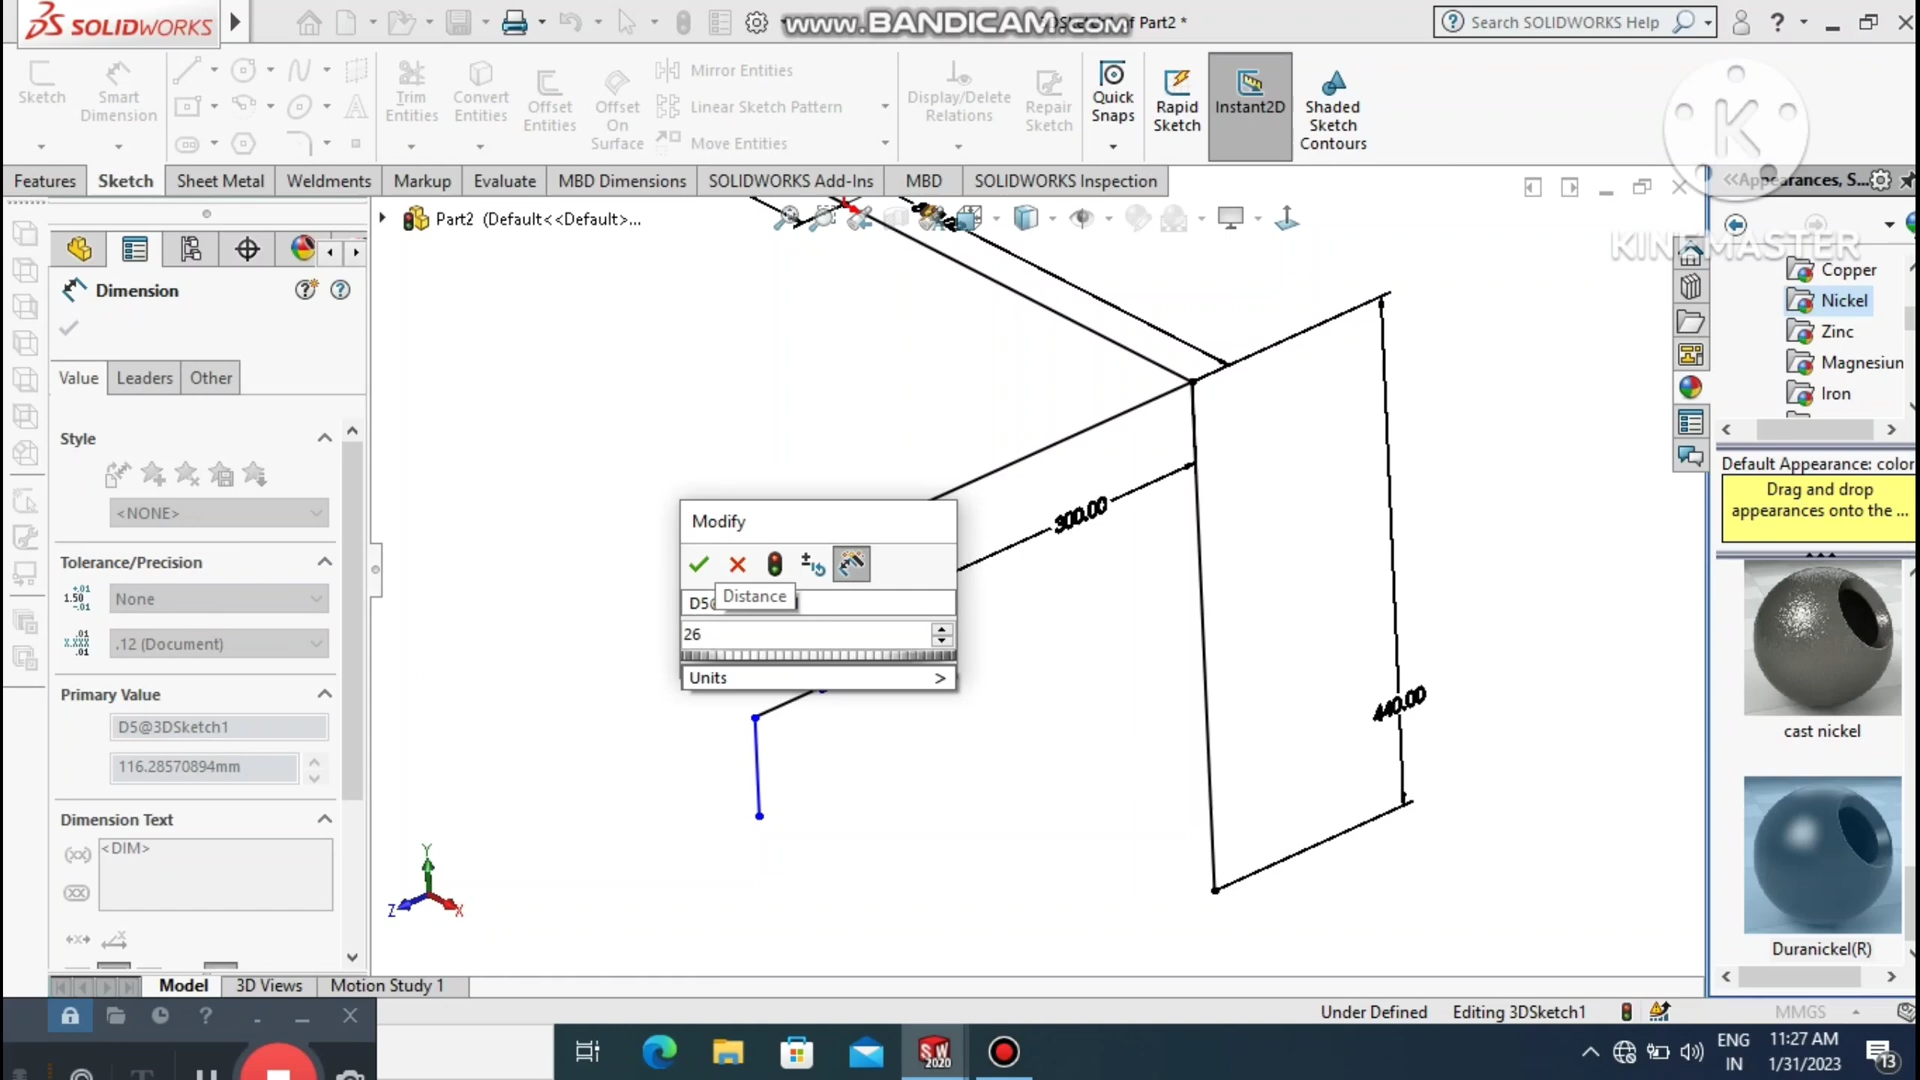 SOLIDWORKS
www.BANDICAM.com
Part2 *
Search SOLIDWORKS Help
Sketch
Smart Dimension
Trim Entities
Convert Entities
Offset Entities
Offset On Surface
Mirror Entities
Linear Sketch Pattern
Move Entities
Display/Delete Relations
Repair Sketch
Quick Snaps
Rapid Sketch
Instant2D
Shaded Sketch Contours
K
KINEMASTER
Features
Sketch
Sheet Metal
Weldments
Markup
Evaluate
MBD Dimensions
SOLIDWORKS Add-Ins
MBD
SOLIDWORKS Inspection
Appearances, S...
Part2 (Default<<Default>...
Dimension
Value
Leaders
Other
Style
<NONE>
Tolerance/Precision
None
.12 (Document)
Primary Value
D5@3DSketch1
116.28570894mm
Dimension Text
<DIM>
Modify
Distance
26
Units
300.00
440.00
Y
Z
X
Copper
Nickel
Zinc
Magnesiun
Iron
Default Appearance: color
Drag and drop
appearances onto the ...
cast nickel
Duranickel(R)
Model
3D Views
Motion Study 1
Under Defined
Editing 3DSketch1
MMGS
SW
2020
ENG
IN
11:27 AM
1/31/2023
13